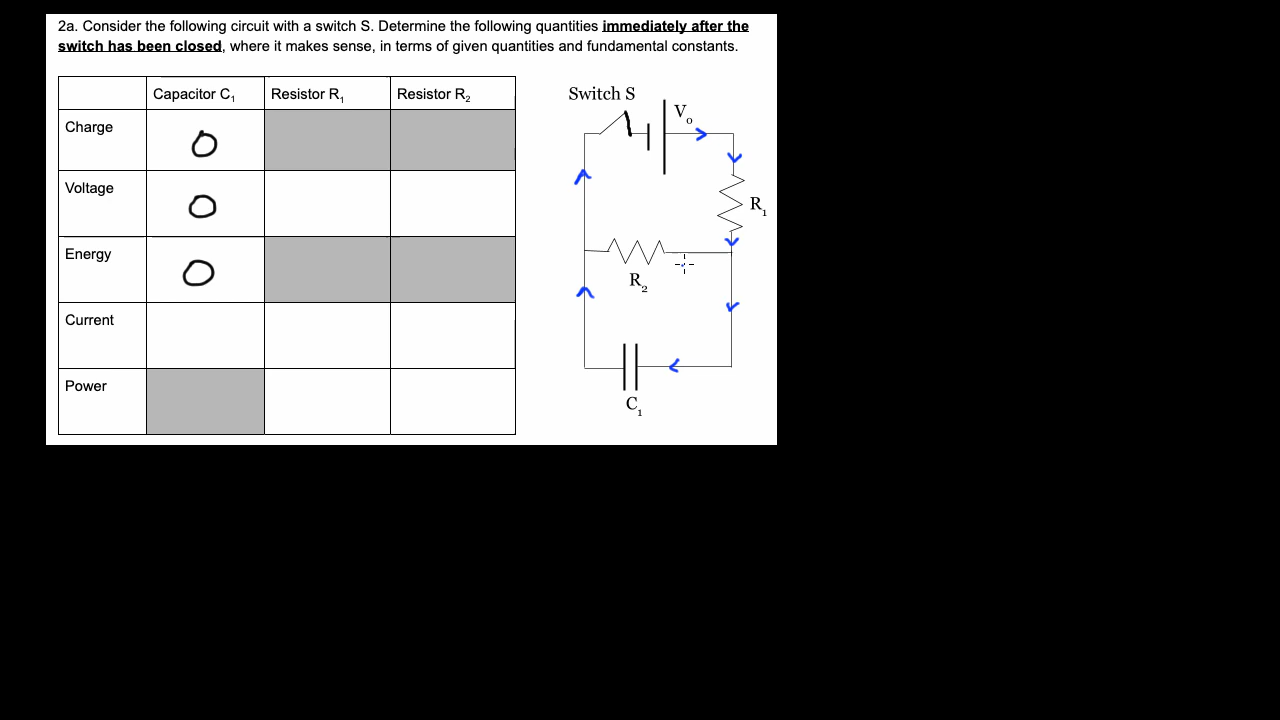 2a. Consider the following circuit with a switch S. Determine the following quantities immediately after the
switch has been closed, where it makes sense, in terms of given quantities and fundamental constants.
Capacitor C₁ Resistor R₁ Resistor R₂
Charge 0
Voltage 0
Energy 0
Current
Power
Switch S
V₀
R₁
R₂
C₁